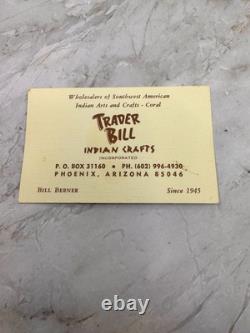 Wholesalers of Southwest American
Indian Arts and Crafts - Coral
TRADER
BILL
INDIAN CRAFTS
INCORPORATED
P. O. BOX 31160 • PH. (602) 996-4930
PHOENIX, ARIZONA 85046
BILL BERNER Since 1945
ebay